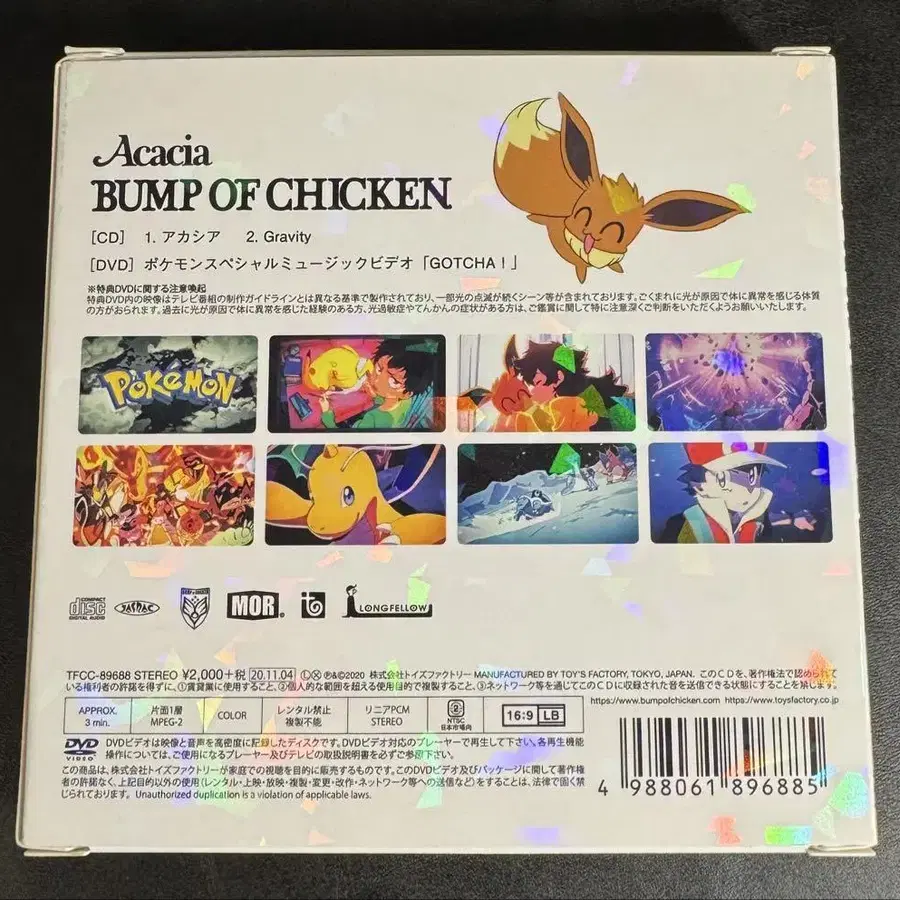 Acacia
BUMP OF CHICKEN
[CD] 1. アカシア 2. Gravity
[DVD] ポケモンスペシャルミュージックビデオ「GOTCHA！」
※特典DVDに関する注意喚起
特典DVD内の映像はテレビ番組の制作ガイドラインとは異なる基準で製作されており、一部光の点滅が続くシーン等が含まれております。ごくまれに光が原因で体に異常を感じる体質
の方がおられます。過去に光が原因で体に異常を感じた経験のある方、光過敏症やてんかんの症状がある方は、ご鑑賞に関して特に注意深くご判断をいただくようお願いいたします。
POKéMON
COMPACT disc DIGITAL AUDIO JASRAC MOR LONGFELLOW
TFCC-89688 STEREO ¥2,000+税 20.11.04 Ⓛ Ⓧ ℗&©2020 株式会社トイズファクトリー MANUFACTURED BY TOY'S FACTORY, TOKYO, JAPAN. このCDを、著作権法で認められて
いる権利者の許諾を得ずに、①賃貸業に使用すること、②個人的な範囲を超える使用目的で複製すること、③ネットワーク等を通じてこのCDに収録された音を送信できる状態にすることを禁じます。
https://www.bumpofchicken.com https://www.toysfactory.co.jp
APPROX. 3 min. 片面1層 MPEG-2 COLOR レンタル禁止 複製不能 リニアPCM STEREO 2 NTSC 日本市場向 16:9 LB
DVD VIDEO DVDビデオは映像と音声を高密度に記録したディスクです。DVDビデオ対応のプレーヤーで再生して下さい。各再生機能
操作については、ご使用になるプレーヤー及びテレビの取扱説明書を必ずご参照下さい。
この商品は、株式会社トイズファクトリーが家庭での視聴を目的に販売するものです。このDVDビデオ及びパッケージに関して著作権
者の許諾なく、上記目的以外の使用（レンタル・上映・放映・複製・変更・改作・ネットワーク等への送信など）をすることは、法律で固く禁
じられております。Unauthorized duplication is a violation of applicable laws.
4 988061 896885